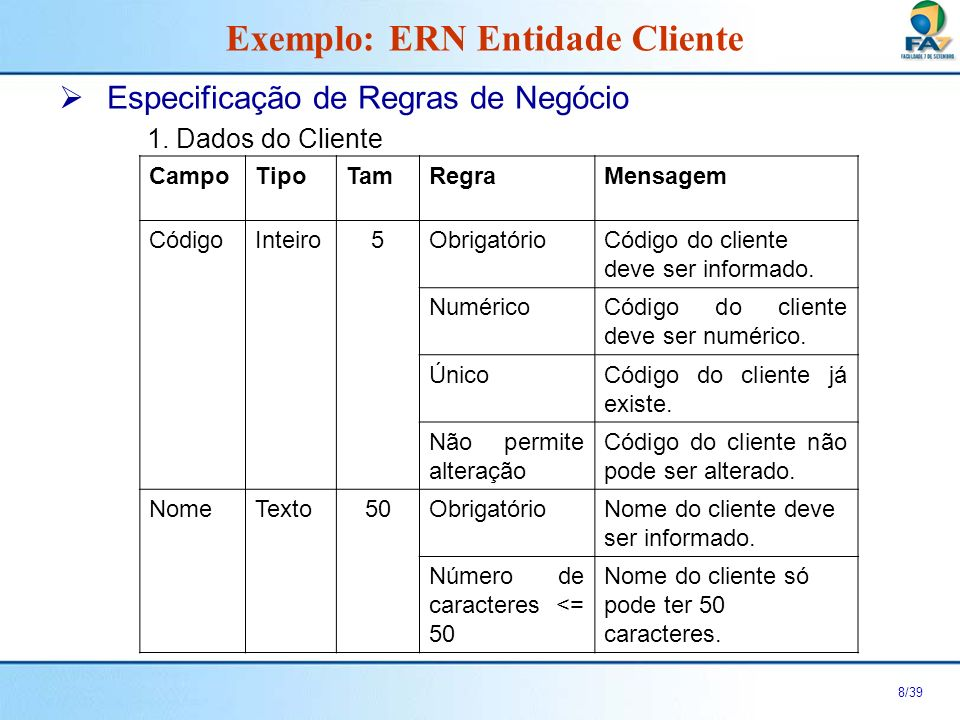 Exemplo: ERN Entidade Cliente
FA7
FACULDADE 7 DE SETEMBRO
Especificação de Regras de Negócio
1. Dados do Cliente
Campo Tipo Tam Regra Mensagem
Código Inteiro 5 Obrigatório Código do cliente
deve ser informado.
Numérico Código do cliente
deve ser numérico.
Único Código do cliente já
existe.
Não permite Código do cliente não
alteração pode ser alterado.
Nome Texto 50 Obrigatório Nome do cliente deve
ser informado.
Número de Nome do cliente só
caracteres <= pode ter 50
50 caracteres.
8/39